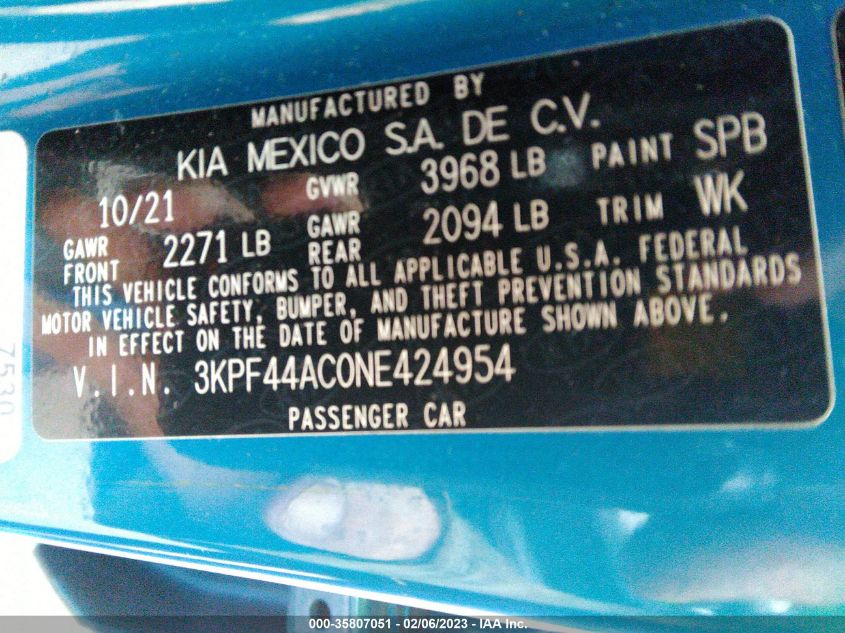 MANUFACTURED BY
KIA MEXICO S.A. DE C.V.
10/21 GVWR 3968 LB PAINT SPB
GAWR FRONT 2271 LB GAWR REAR 2094 LB TRIM WK
THIS VEHICLE CONFORMS TO ALL APPLICABLE U.S.A. FEDERAL
MOTOR VEHICLE SAFETY, BUMPER, AND THEFT PREVENTION STANDARDS
IN EFFECT ON THE DATE OF MANUFACTURE SHOWN ABOVE.
V.I.N. 3KPF44AC0NE424954
PASSENGER CAR
7530
000-35807051 - 02/06/2023 - IAA Inc.